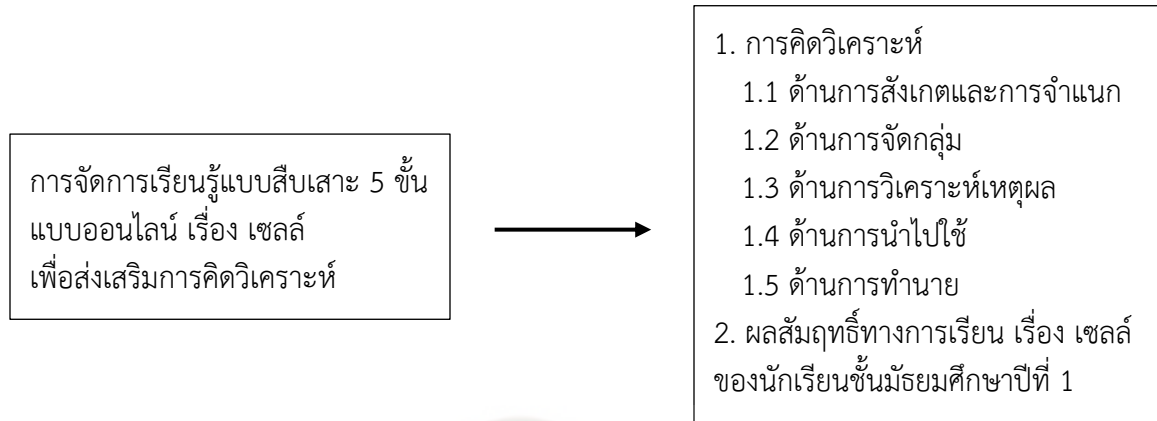 การจัดการเรียนรู้แบบสืบเสาะ 5 ขั้น
แบบออนไลน์ เรื่อง เซลล์
เพื่อส่งเสริมการคิดวิเคราะห์
1. การคิดวิเคราะห์
1.1 ด้านการสังเกตและการจำแนก
1.2 ด้านการจัดกลุ่ม
1.3 ด้านการวิเคราะห์เหตุผล
1.4 ด้านการนำไปใช้
1.5 ด้านการทำนาย
2. ผลสัมฤทธิ์ทางการเรียน เรื่อง เซลล์
ของนักเรียนชั้นมัธยมศึกษาปีที่ 1